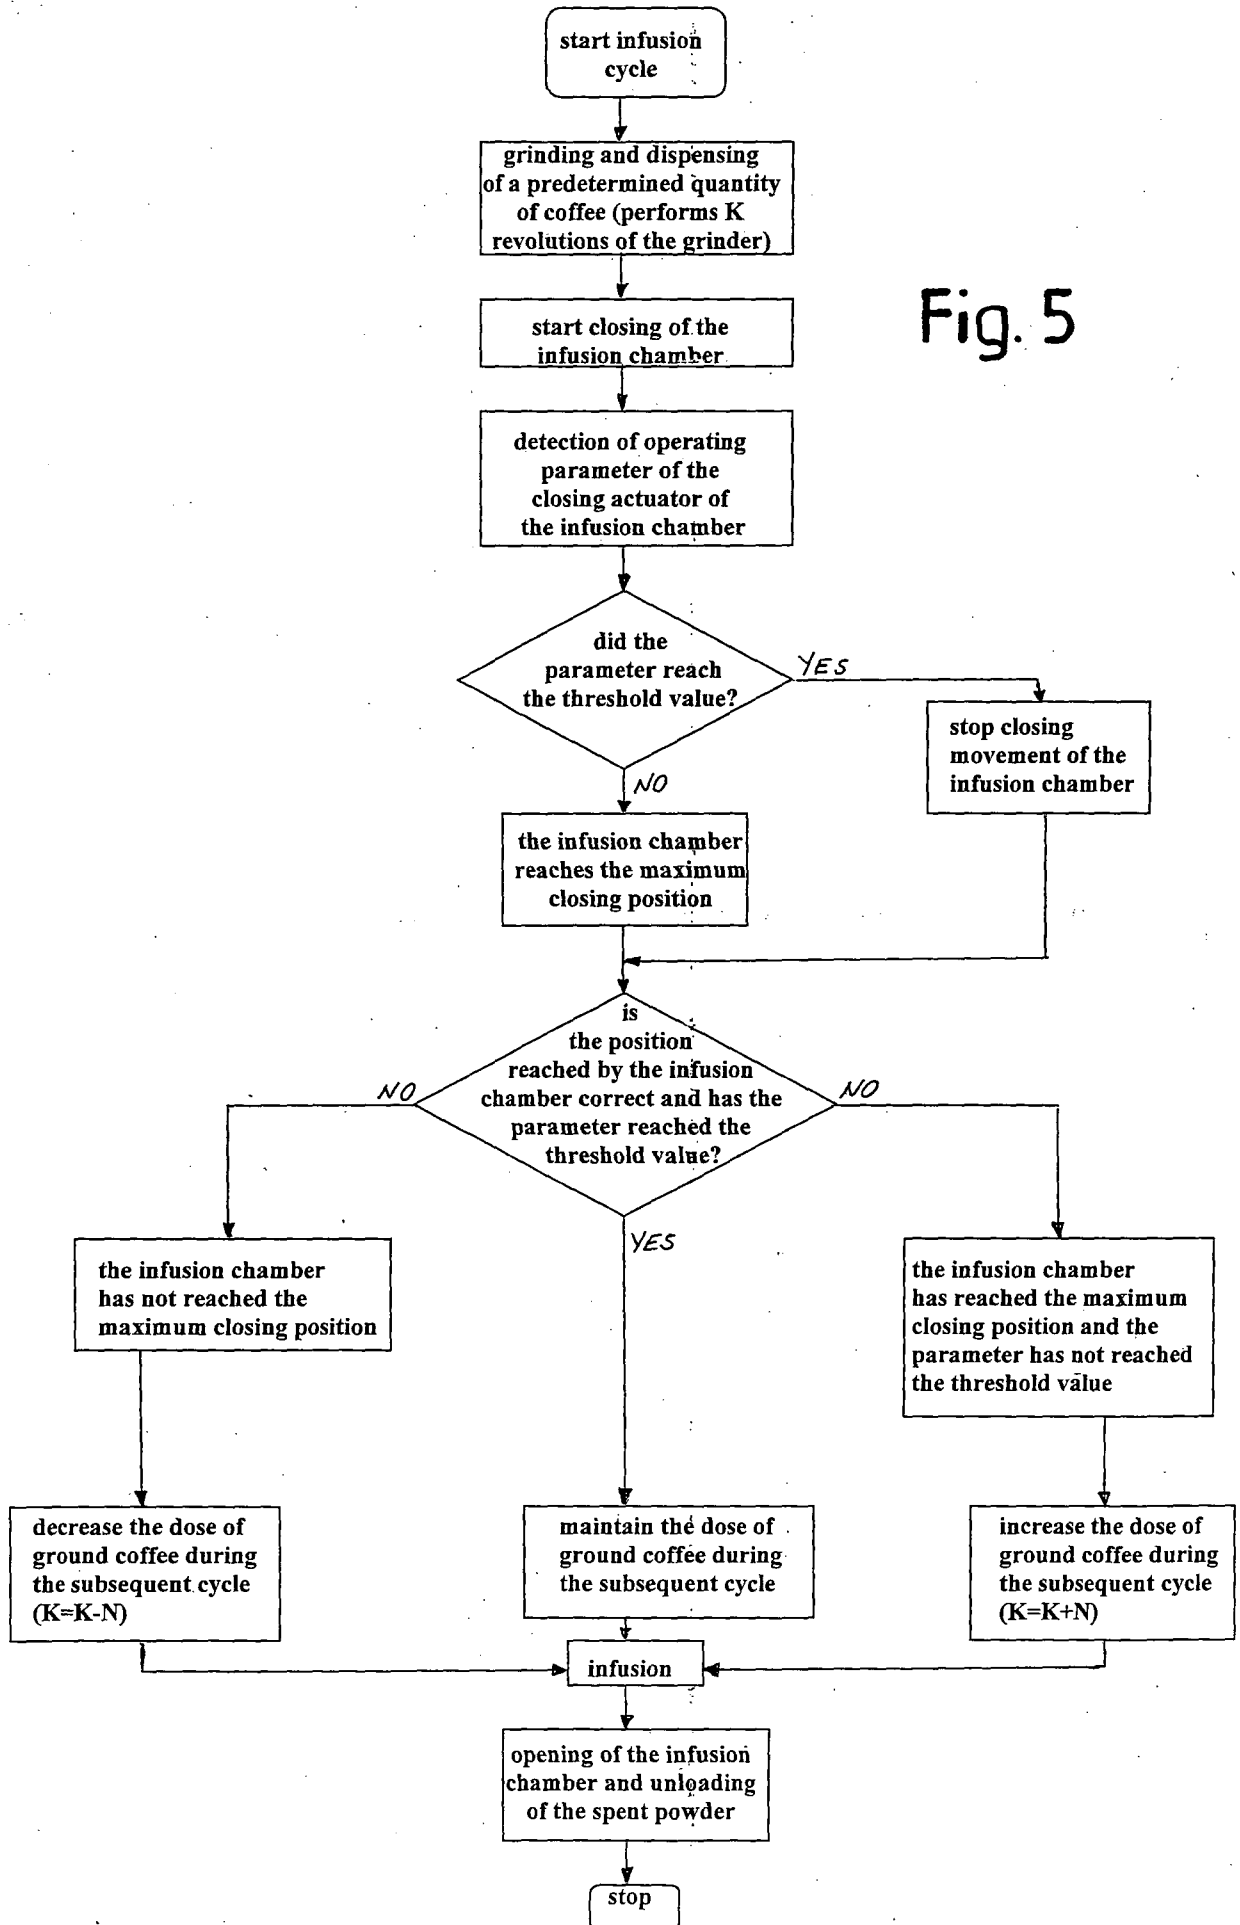 start infusion
cycle
grinding and dispensing
of a predetermined quantity
of coffee (performs K
revolutions of the grinder)
Fig. 5
start closing of the
infusion chamber
detection of operating
parameter of the
closing actuator of
the infusion chamber
did the
parameter reach
the threshold value?
YES
stop closing
movement of the
infusion chamber
NO
the infusion chamber
reaches the maximum
closing position
is
the position
reached by the infusion
chamber correct and has the
parameter reached the
threshold value?
NO
NO
YES
the infusion chamber
has not reached the
maximum closing position
the infusion chamber
has reached the maximum
closing position and the
parameter has not reached
the threshold value
decrease the dose of
ground coffee during
the subsequent cycle
(K=K-N)
maintain the dose of
ground coffee during
the subsequent cycle
increase the dose of
ground coffee during
the subsequent cycle
(K=K+N)
infusion
opening of the infusion
chamber and unloading
of the spent powder
stop